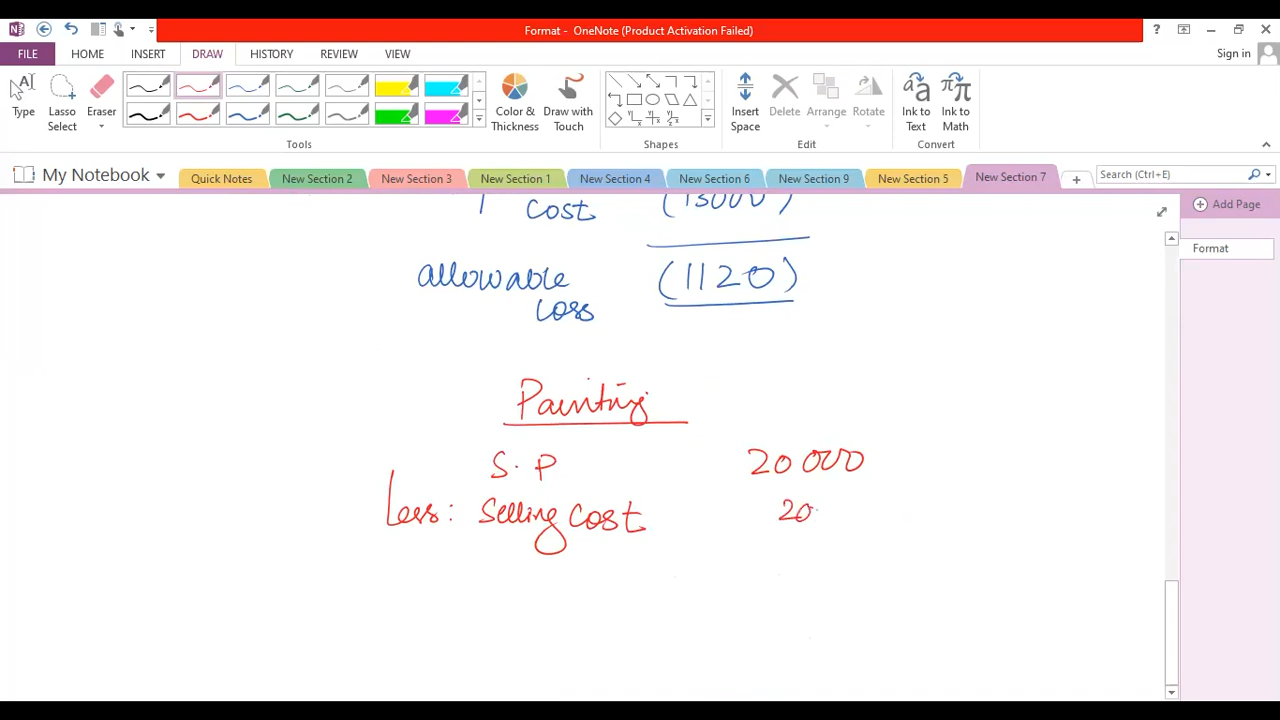 Format - OneNote (Product Activation Failed)
FILE HOME INSERT DRAW HISTORY REVIEW VIEW
Sign in
Type
Lasso Select
Eraser
Color & Thickness
Draw with Touch
Insert Space
Delete
Arrange
Rotate
Ink to Text
Ink to Math
Tools
Shapes
Edit
Convert
My Notebook
Quick Notes
New Section 2
New Section 3
New Section 1
New Section 4
New Section 6
New Section 9
New Section 5
New Section 7
Search (Ctrl+E)
Add Page
Format
cost (13000)
allowable (1120)
loss
Painting
S.P 20 000
Less: Selling cost 20